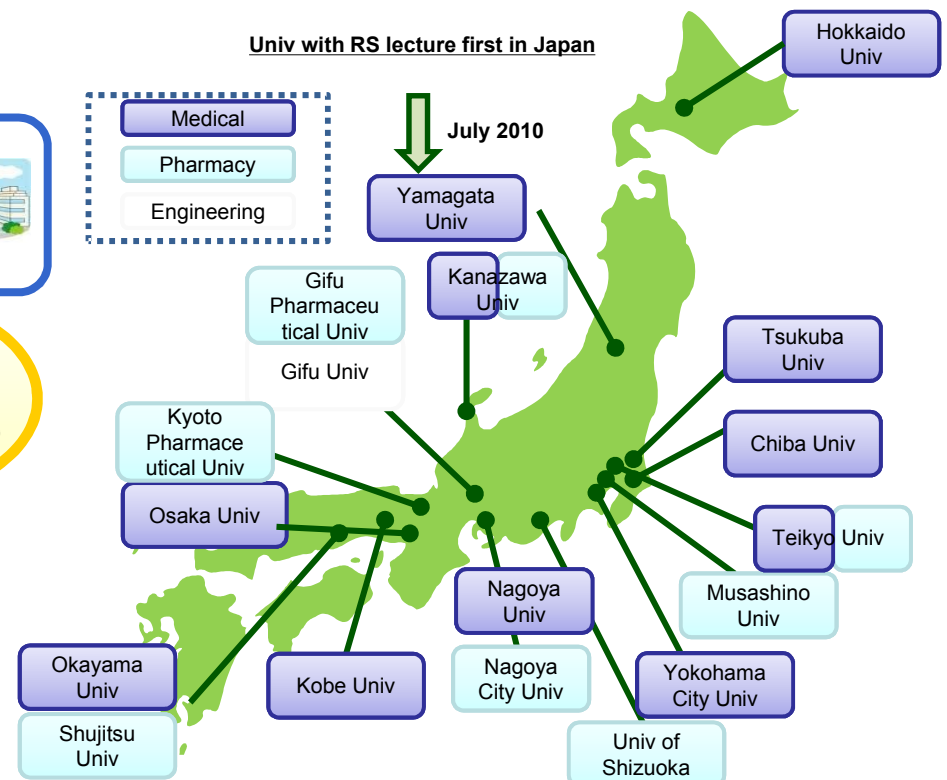 Univ with RS lecture first in Japan
Hokkaido
Univ
Medical
Pharmacy
Engineering
July 2010
Yamagata
Univ
Kanazawa
Univ
Gifu
Pharmaceu
tical Univ
Gifu Univ
Tsukuba
Univ
Kyoto
Pharmace
utical Univ
Chiba Univ
Osaka Univ
Teikyo Univ
Nagoya
Univ
Musashino
Univ
Okayama
Univ
Kobe Univ
Nagoya
City Univ
Yokohama
City Univ
Shujitsu
Univ
Univ of
Shizuoka